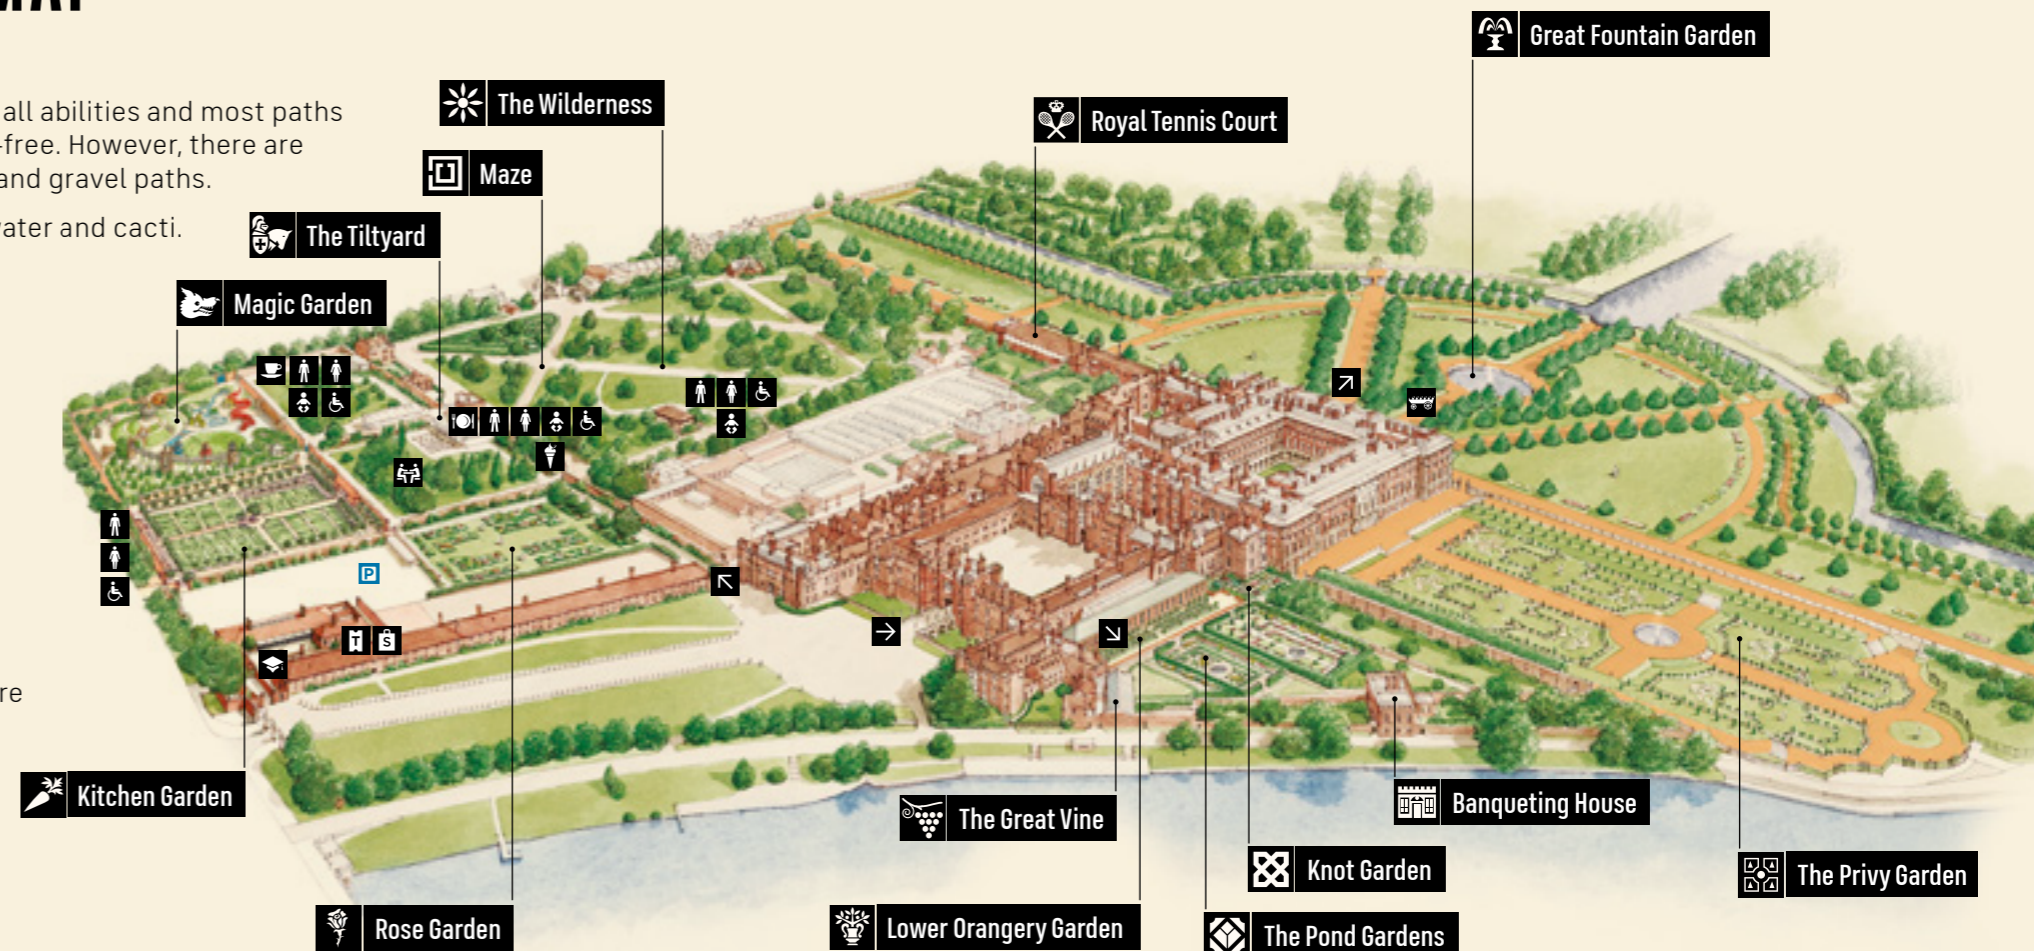 all abilities and most paths
-free. However, there are
and gravel paths.
water and cacti.
Great Fountain Garden
The Wilderness
Royal Tennis Court
Maze
The Tiltyard
Magic Garden
P
T S
re
Kitchen Garden
The Great Vine
Banqueting House
Knot Garden
The Privy Garden
Rose Garden
Lower Orangery Garden
The Pond Gardens